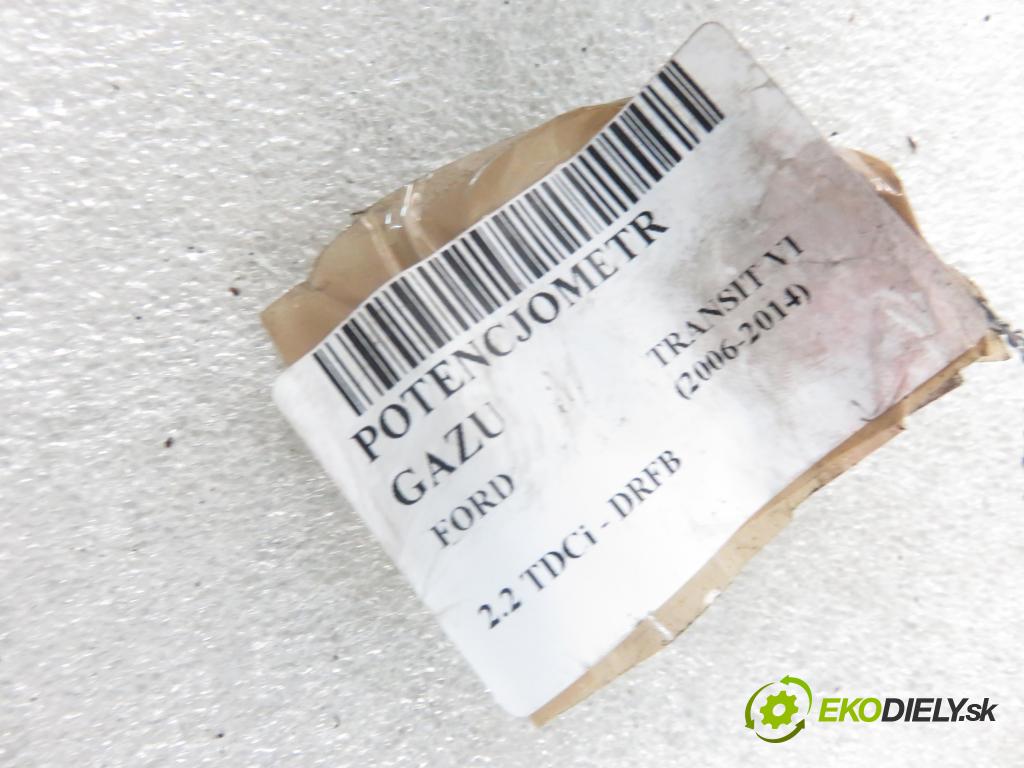 POTENCJOMETR
GAZU
FORD
TRANSIT VI
(2006-2014)
2.2 TDCi - DRFB
EKODIELY.sk